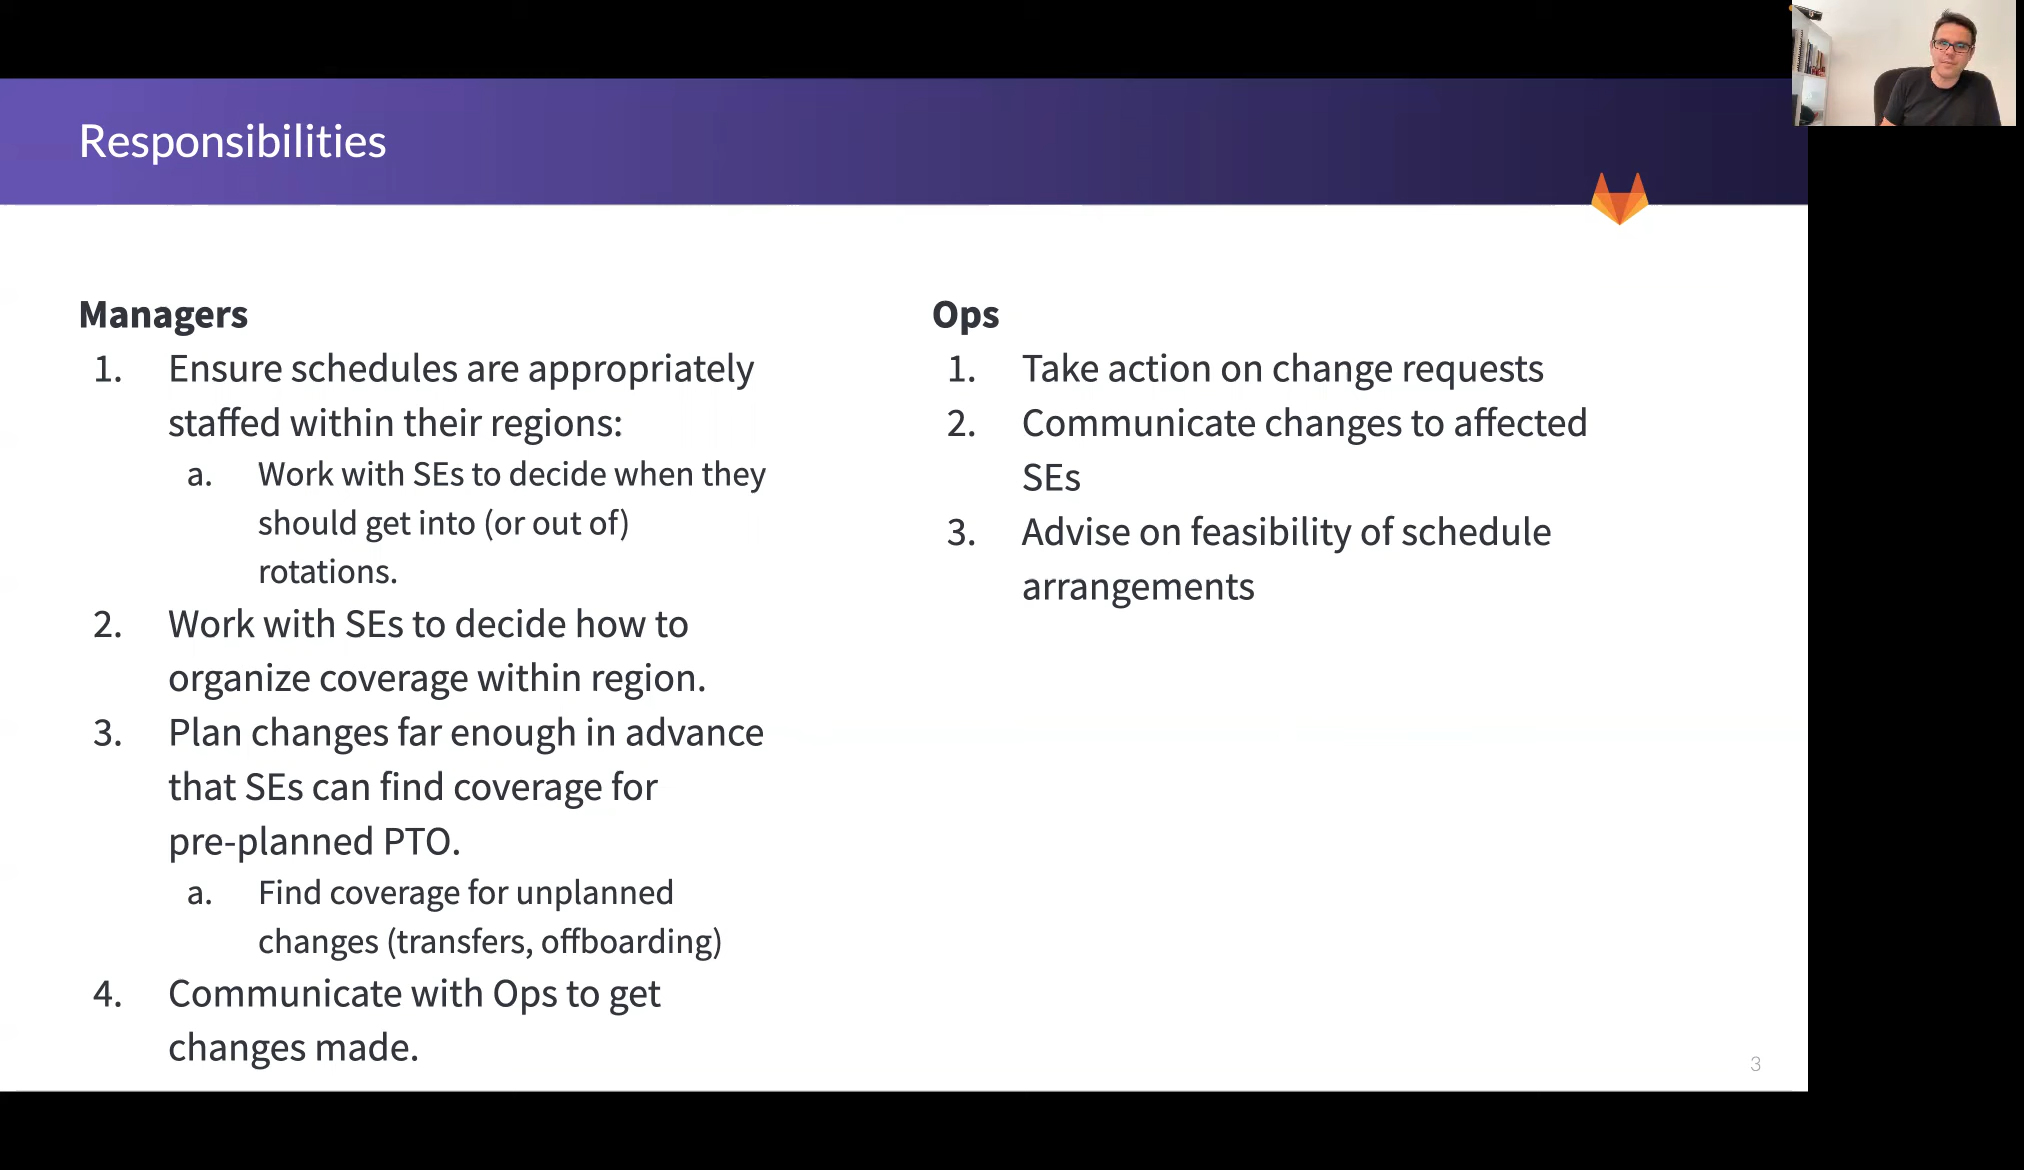 Responsibilities
Managers
1. Ensure schedules are appropriately
staffed within their regions:
a. Work with SEs to decide when they
should get into (or out of)
rotations.
2. Work with SEs to decide how to
organize coverage within region.
3. Plan changes far enough in advance
that SEs can find coverage for
pre-planned PTO.
a. Find coverage for unplanned
changes (transfers, offboarding)
4. Communicate with Ops to get
changes made.
Ops
1. Take action on change requests
2. Communicate changes to affected
SEs
3. Advise on feasibility of schedule
arrangements
3